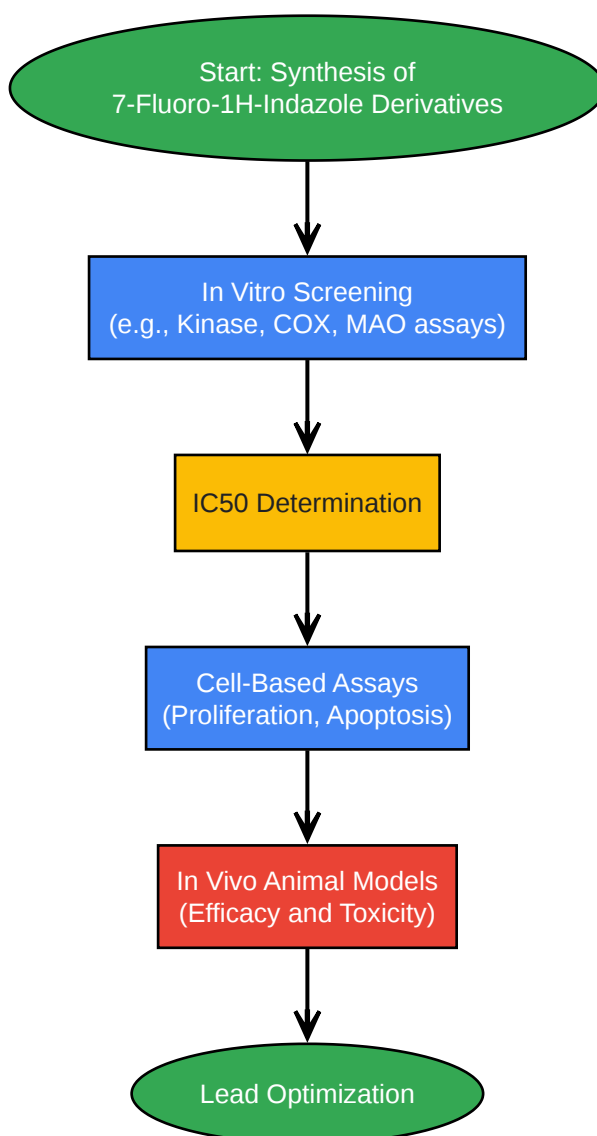 Start: Synthesis of
7-Fluoro-1H-Indazole Derivatives
In Vitro Screening
(e.g., Kinase, COX, MAO assays)
IC50 Determination
Cell-Based Assays
(Proliferation, Apoptosis)
In Vivo Animal Models
(Efficacy and Toxicity)
Lead Optimization